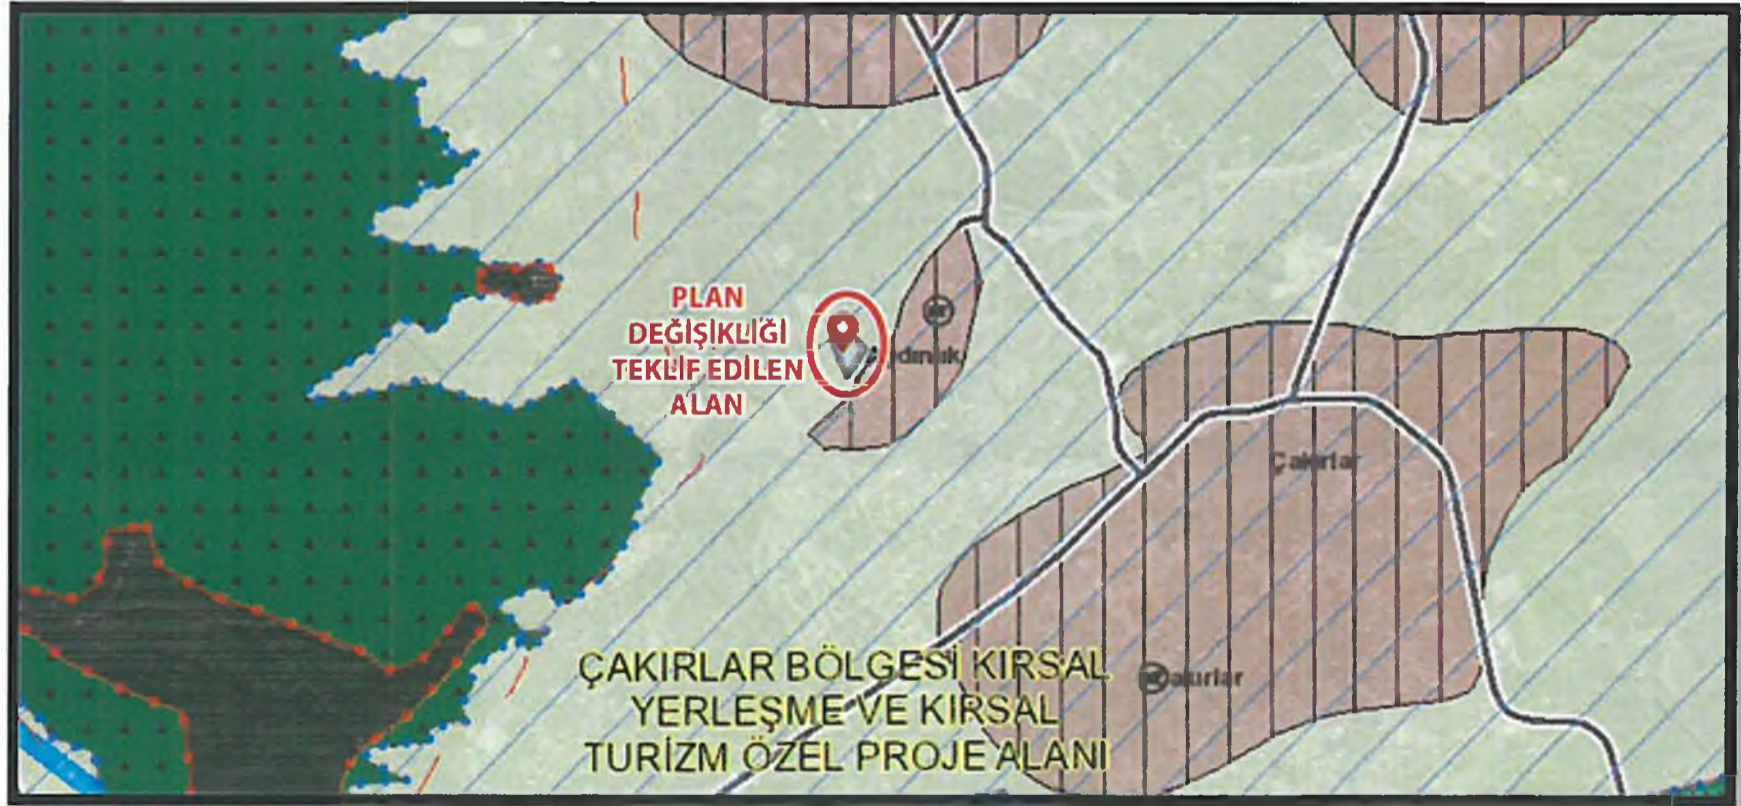 PLAN
DEĞİŞİKLİĞİ
TEKLİF EDİLEN
ALAN
Çakırlar
ÇAKIRLAR BÖLGESİ KIRSAL
YERLEŞME VE KIRSAL
TURİZM ÖZEL PROJE ALANI